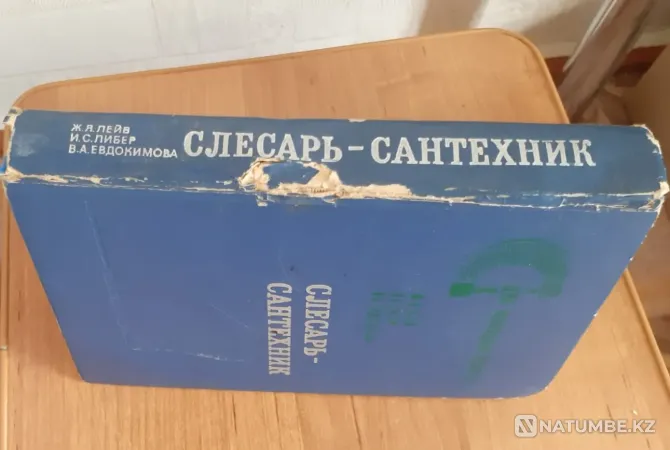 Ж.Я.ЛЕЙВ
И.С.ЛИБЕР
В.А.ЕВДОКИМОВА
СЛЕСАРЬ-САНТЕХНИК
СЛЕСАРЬ-
САНТЕХНИК
NATUMBE.KZ